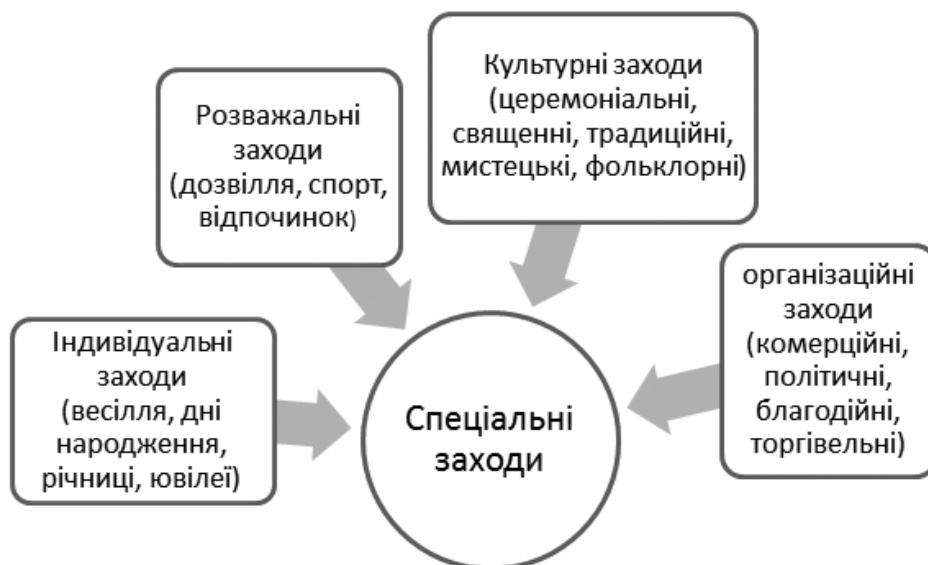 Культурні заходи
(церемоніальні,
священні, традиційні,
мистецькі, фольклорні)
Розважальні
заходи
(дозвілля, спорт,
відпочинок)
організаційні
заходи
(комерційні,
політичні,
благодійні,
торгівельні)
Індивідуальні
заходи
(весілля, дні
народження,
річниці, ювілеї)
Спеціальні
заходи